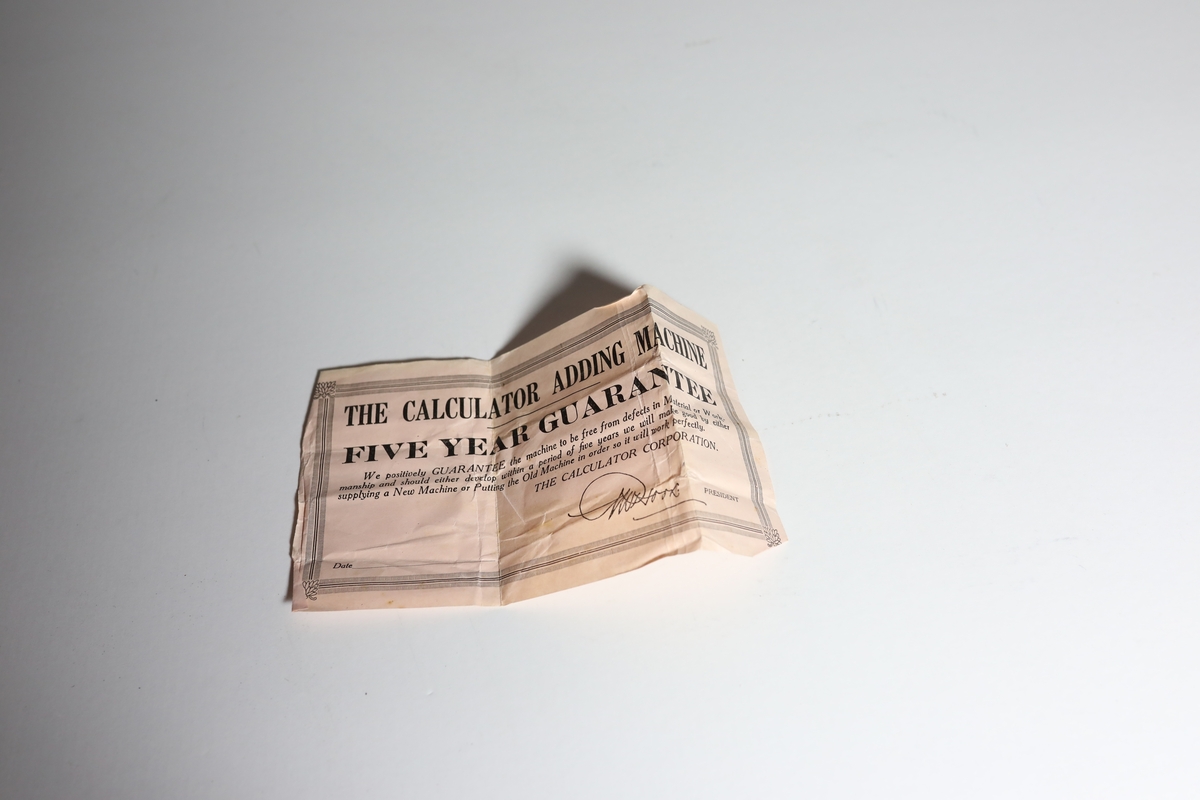 THE CALCULATOR ADDING MACHINE
FIVE YEAR GUARANTEE
We positively GUARANTEE the machine to be free from defects in Material or Work-
manship and should either develop within a period of five years we will make good by either
supplying a New Machine or Putting the Old Machine in order so it will work perfectly.
THE CALCULATOR CORPORATION.
PRESIDENT
Date